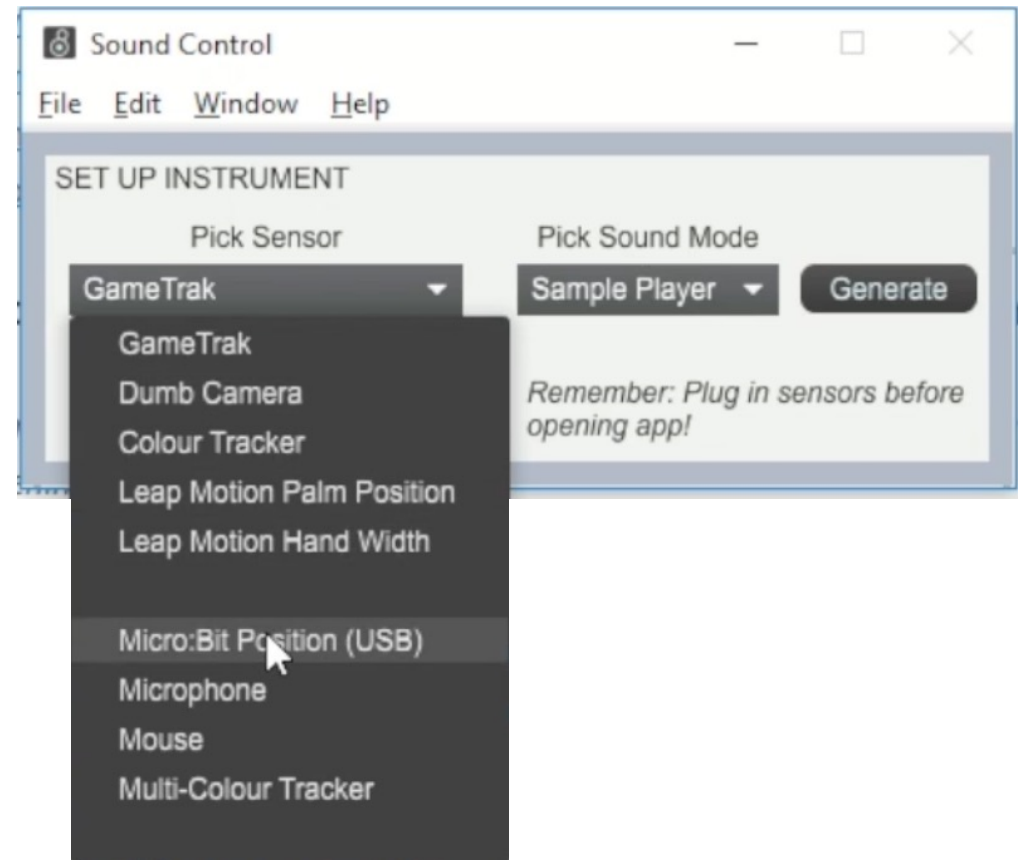 Sound Control
File Edit Window Help
SET UP INSTRUMENT
Pick Sensor Pick Sound Mode
GameTrak Sample Player Generate
GameTrak
Dumb Camera
Remember: Plug in sensors before
opening app!
Colour Tracker
Leap Motion Palm Position
Leap Motion Hand Width
Micro:Bit Position (USB)
Microphone
Mouse
Multi-Colour Tracker